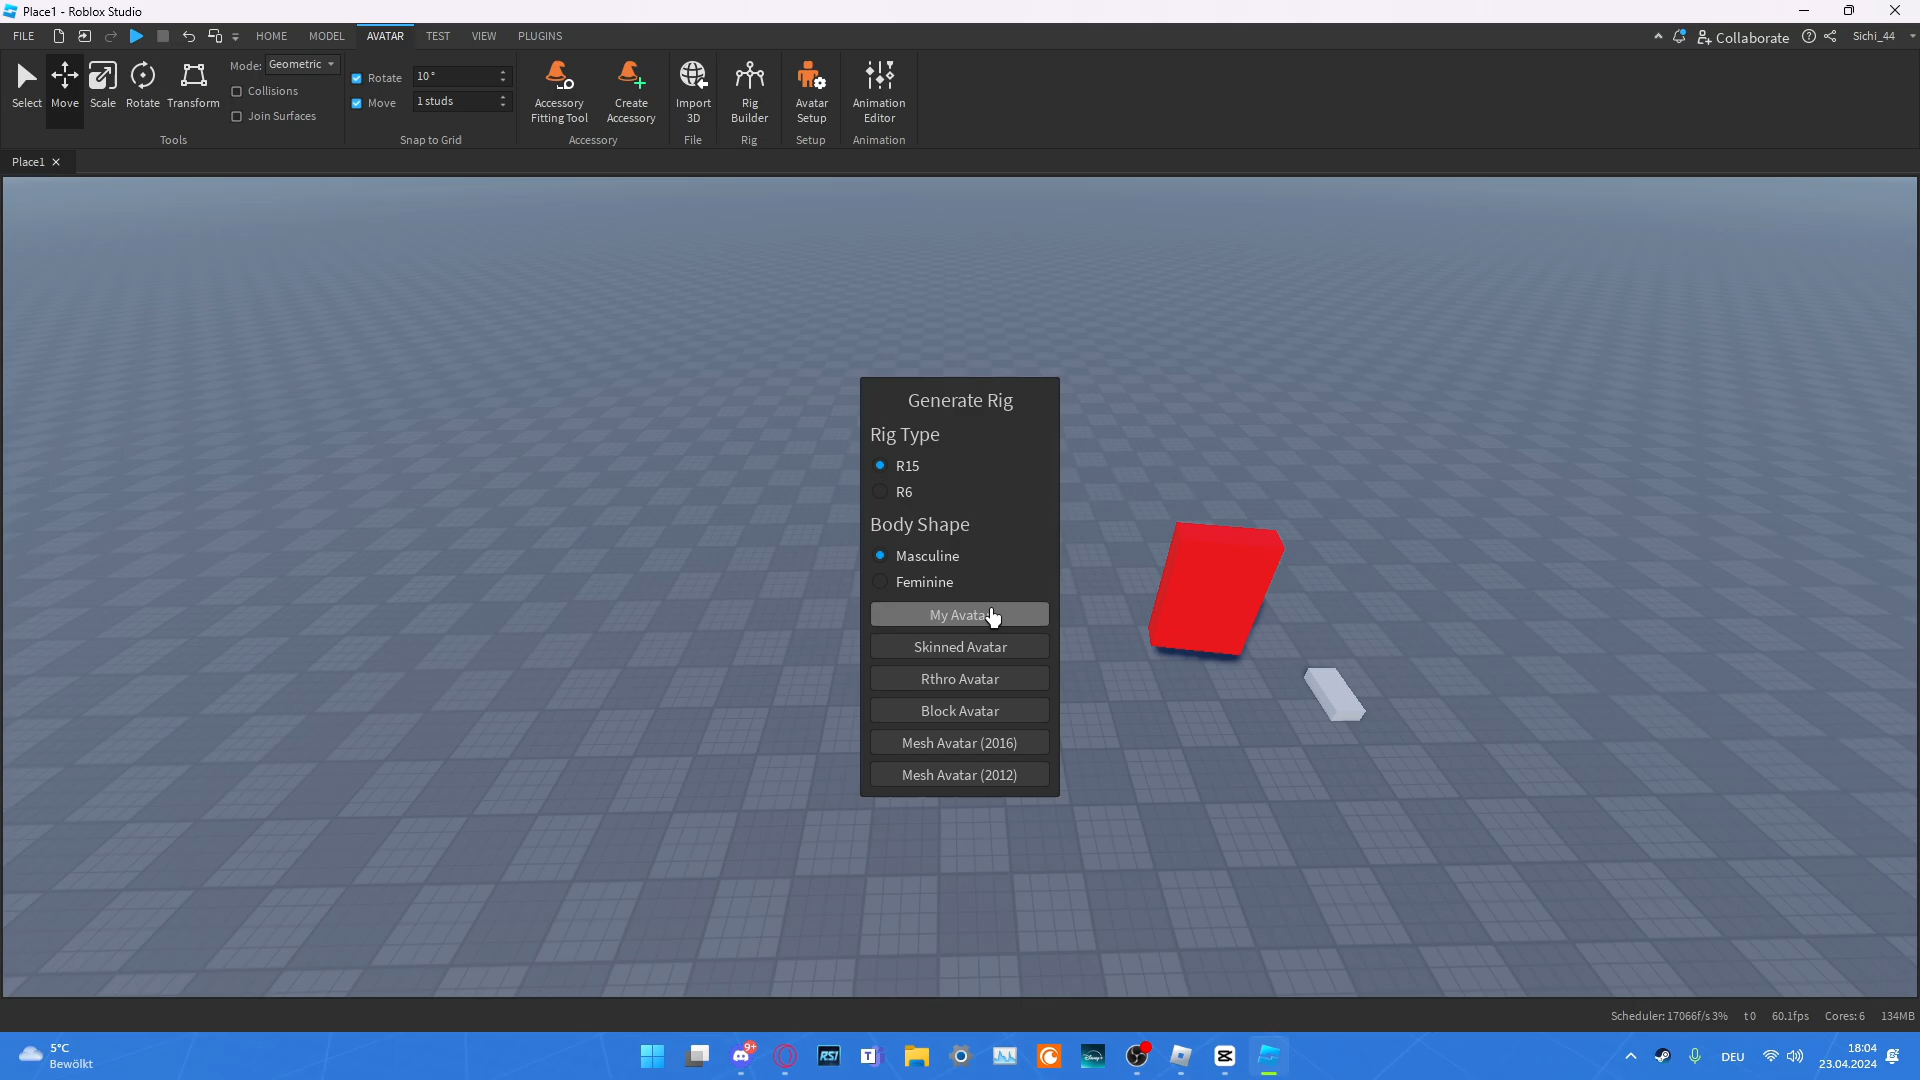 Place1 - Roblox Studio
FILE HOME MODEL AVATAR TEST VIEW PLUGINS Collaborate Sichi_44
Select Move Scale Rotate Transform
Mode: Geometric
Collisions
Join Surfaces
Tools
Rotate 10°
Move 1 studs
Snap to Grid
Accessory
Fitting Tool
Create
Accessory
Accessory
Import
3D
File
Rig
Builder
Rig
Avatar
Setup
Setup
Animation
Editor
Animation
Place1
Generate Rig
Rig Type
R15
R6
Body Shape
Masculine
Feminine
My Avata
Skinned Avatar
Rthro Avatar
Block Avatar
Mesh Avatar (2016)
Mesh Avatar (2012)
Scheduler: 17066f/s 3% t0 60.1fps Cores: 6 134MB
5°C
Bewölkt
9+
RSI
T
Disney+
DEU
18:04
23.04.2024